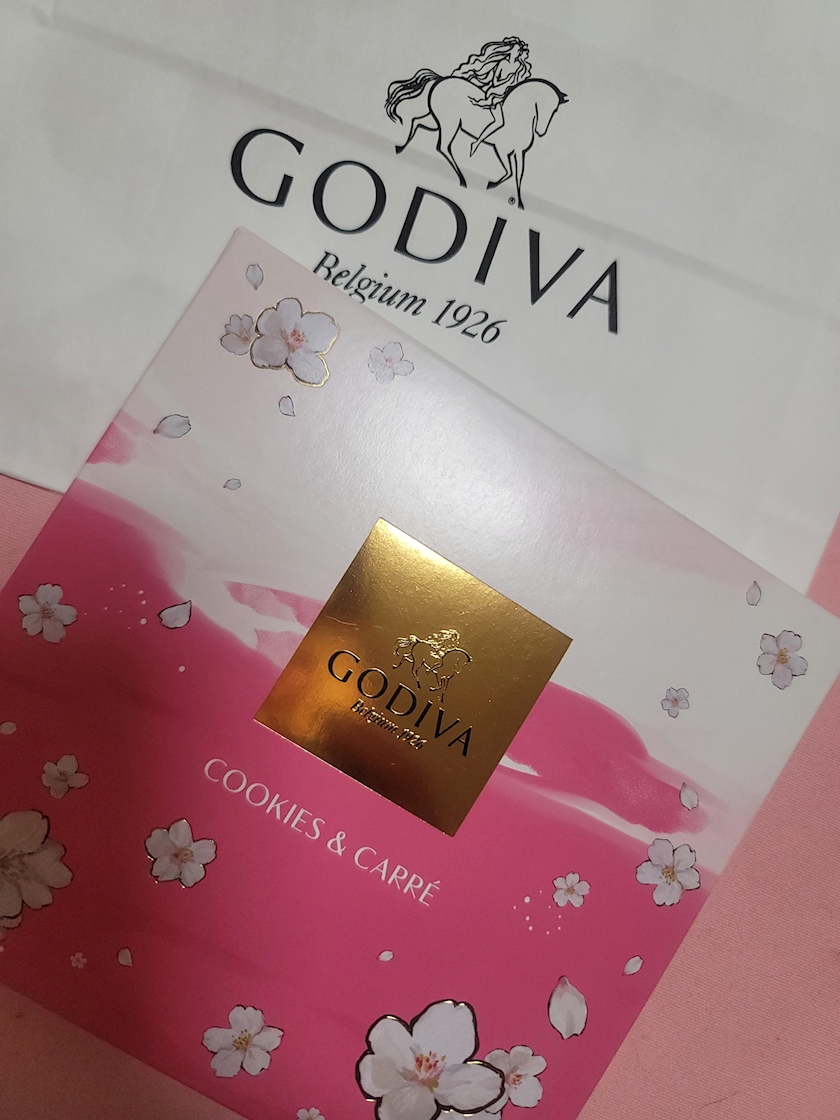 GODIVA
Belgium 1926
GODIVA
Belgium 1926
COOKIES & CARRÉ